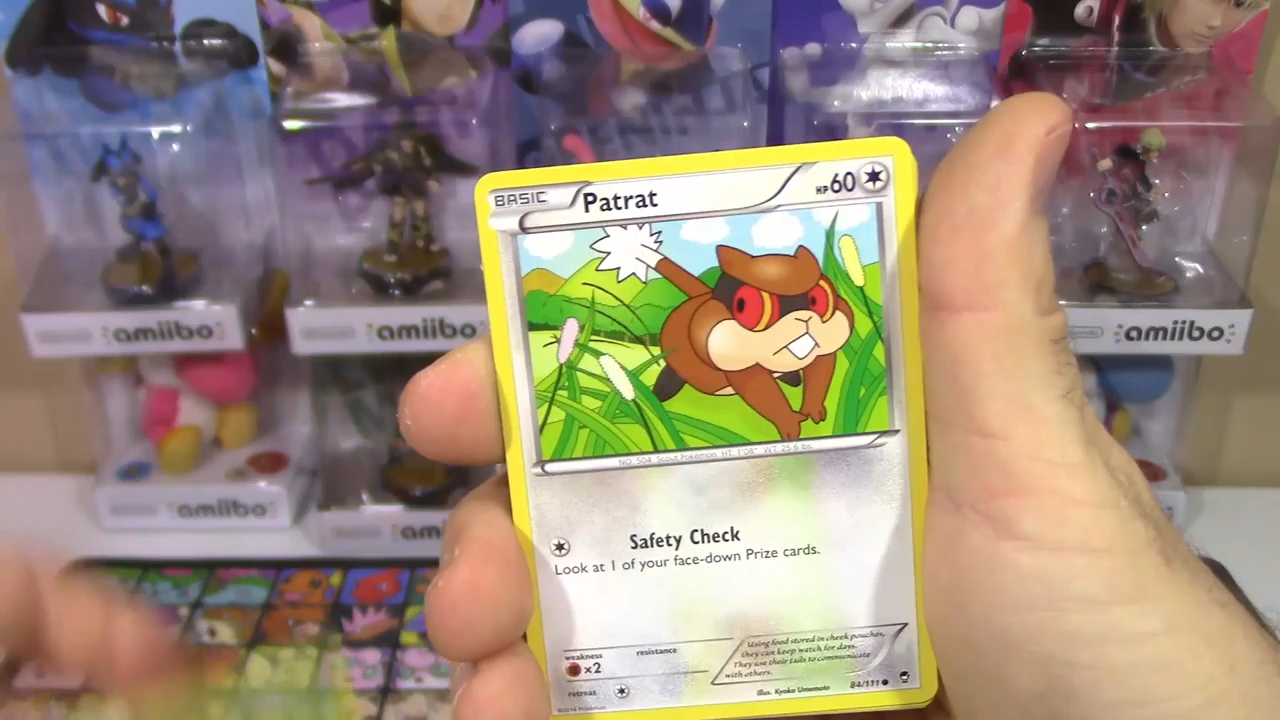 BASIC Patrat HP60
NO. 504 Scout Pokémon HT. 1'08" WT. 25.6 lbs.
Safety Check
Look at 1 of your face-down Prize cards.
weakness resistance
×2
retreat
Using food stored in cheek pouches,
they can keep watch for days.
They use their tails to communicate
with others.
Illus. Kyoko Umemoto 84/111
amiibo
amiibo
amiibo
amiibo